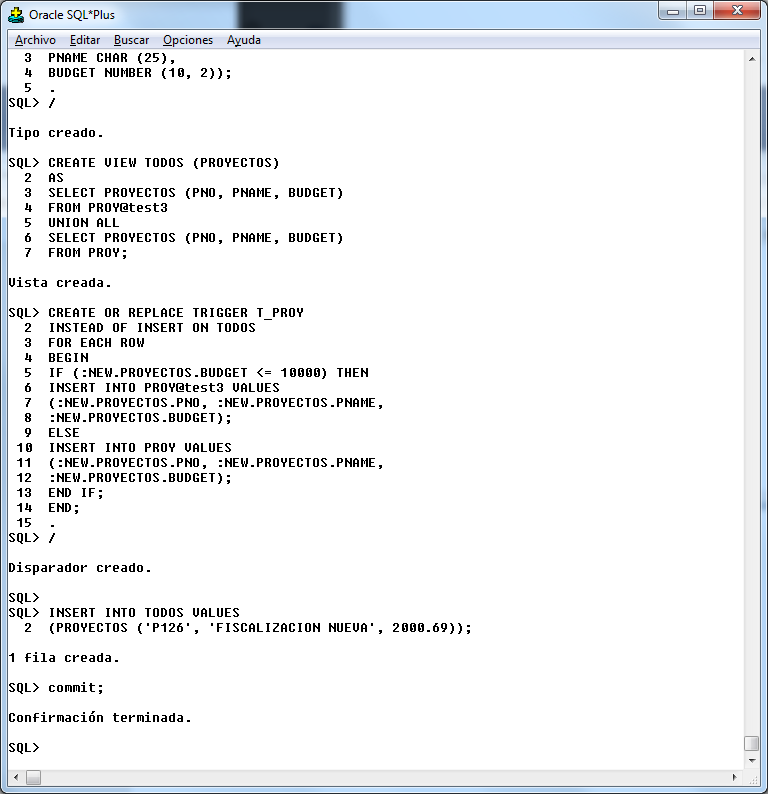 Oracle SQL*Plus
Archivo Editar Buscar Opciones Ayuda
  3  PNAME CHAR (25),
  4  BUDGET NUMBER (10, 2));
  5  .
SQL> /
Tipo creado.
SQL> CREATE VIEW TODOS (PROYECTOS)
  2  AS
  3  SELECT PROYECTOS (PNO, PNAME, BUDGET)
  4  FROM PROY@test3
  5  UNION ALL
  6  SELECT PROYECTOS (PNO, PNAME, BUDGET)
  7  FROM PROY;
Vista creada.
SQL> CREATE OR REPLACE TRIGGER T_PROY
  2  INSTEAD OF INSERT ON TODOS
  3  FOR EACH ROW
  4  BEGIN
  5  IF (:NEW.PROYECTOS.BUDGET <= 10000) THEN
  6  INSERT INTO PROY@test3 VALUES
  7  (:NEW.PROYECTOS.PNO, :NEW.PROYECTOS.PNAME,
  8  :NEW.PROYECTOS.BUDGET);
  9  ELSE
 10  INSERT INTO PROY VALUES
 11  (:NEW.PROYECTOS.PNO, :NEW.PROYECTOS.PNAME,
 12  :NEW.PROYECTOS.BUDGET);
 13  END IF;
 14  END;
 15  .
SQL> /
Disparador creado.
SQL>
SQL> INSERT INTO TODOS VALUES
  2  (PROYECTOS ('P126', 'FISCALIZACION NUEVA', 2000.69));
1 fila creada.
SQL> commit;
Confirmación terminada.
SQL>